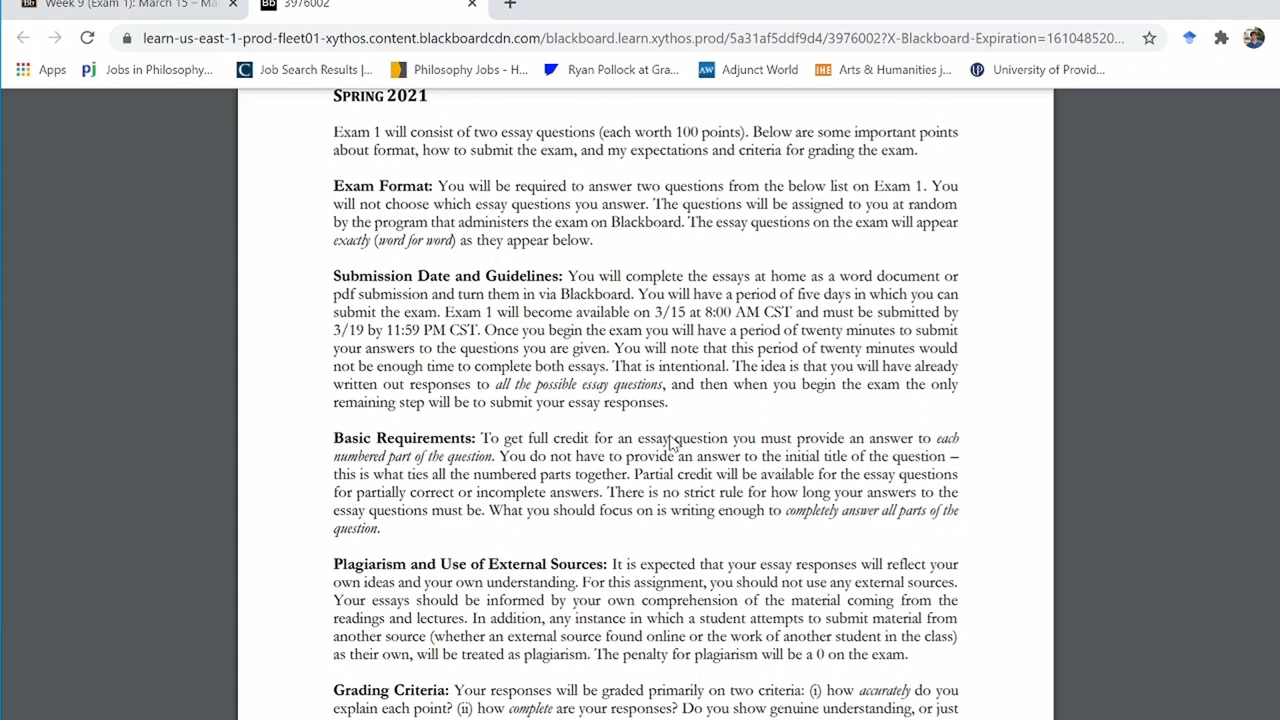 Week 9 (Exam 1): March 15 – Ma
3976002
learn-us-east-1-prod-fleet01-xythos.content.blackboardcdn.com/blackboard.learn.xythos.prod/5a31af5ddf9d4/3976002?X-Blackboard-Expiration=161048520...
Apps Jobs in Philosophy... Job Search Results |... Philosophy Jobs - H... Ryan Pollock at Gra... Adjunct World Arts & Humanities j... University of Provid...
SPRING 2021
Exam 1 will consist of two essay questions (each worth 100 points). Below are some important points
about format, how to submit the exam, and my expectations and criteria for grading the exam.
Exam Format: You will be required to answer two questions from the below list on Exam 1. You
will not choose which essay questions you answer. The questions will be assigned to you at random
by the program that administers the exam on Blackboard. The essay questions on the exam will appear
exactly (word for word) as they appear below.
Submission Date and Guidelines: You will complete the essays at home as a word document or
pdf submission and turn them in via Blackboard. You will have a period of five days in which you can
submit the exam. Exam 1 will become available on 3/15 at 8:00 AM CST and must be submitted by
3/19 by 11:59 PM CST. Once you begin the exam you will have a period of twenty minutes to submit
your answers to the questions you are given. You will note that this period of twenty minutes would
not be enough time to complete both essays. That is intentional. The idea is that you will have already
written out responses to all the possible essay questions, and then when you begin the exam the only
remaining step will be to submit your essay responses.
Basic Requirements: To get full credit for an essay question you must provide an answer to each
numbered part of the question. You do not have to provide an answer to the initial title of the question –
this is what ties all the numbered parts together. Partial credit will be available for the essay questions
for partially correct or incomplete answers. There is no strict rule for how long your answers to the
essay questions must be. What you should focus on is writing enough to completely answer all parts of the
question.
Plagiarism and Use of External Sources: It is expected that your essay responses will reflect your
own ideas and your own understanding. For this assignment, you should not use any external sources.
Your essays should be informed by your own comprehension of the material coming from the
readings and lectures. In addition, any instance in which a student attempts to submit material from
another source (whether an external source found online or the work of another student in the class)
as their own, will be treated as plagiarism. The penalty for plagiarism will be a 0 on the exam.
Grading Criteria: Your responses will be graded primarily on two criteria: (i) how accurately do you
explain each point? (ii) how complete are your responses? Do you show genuine understanding, or just